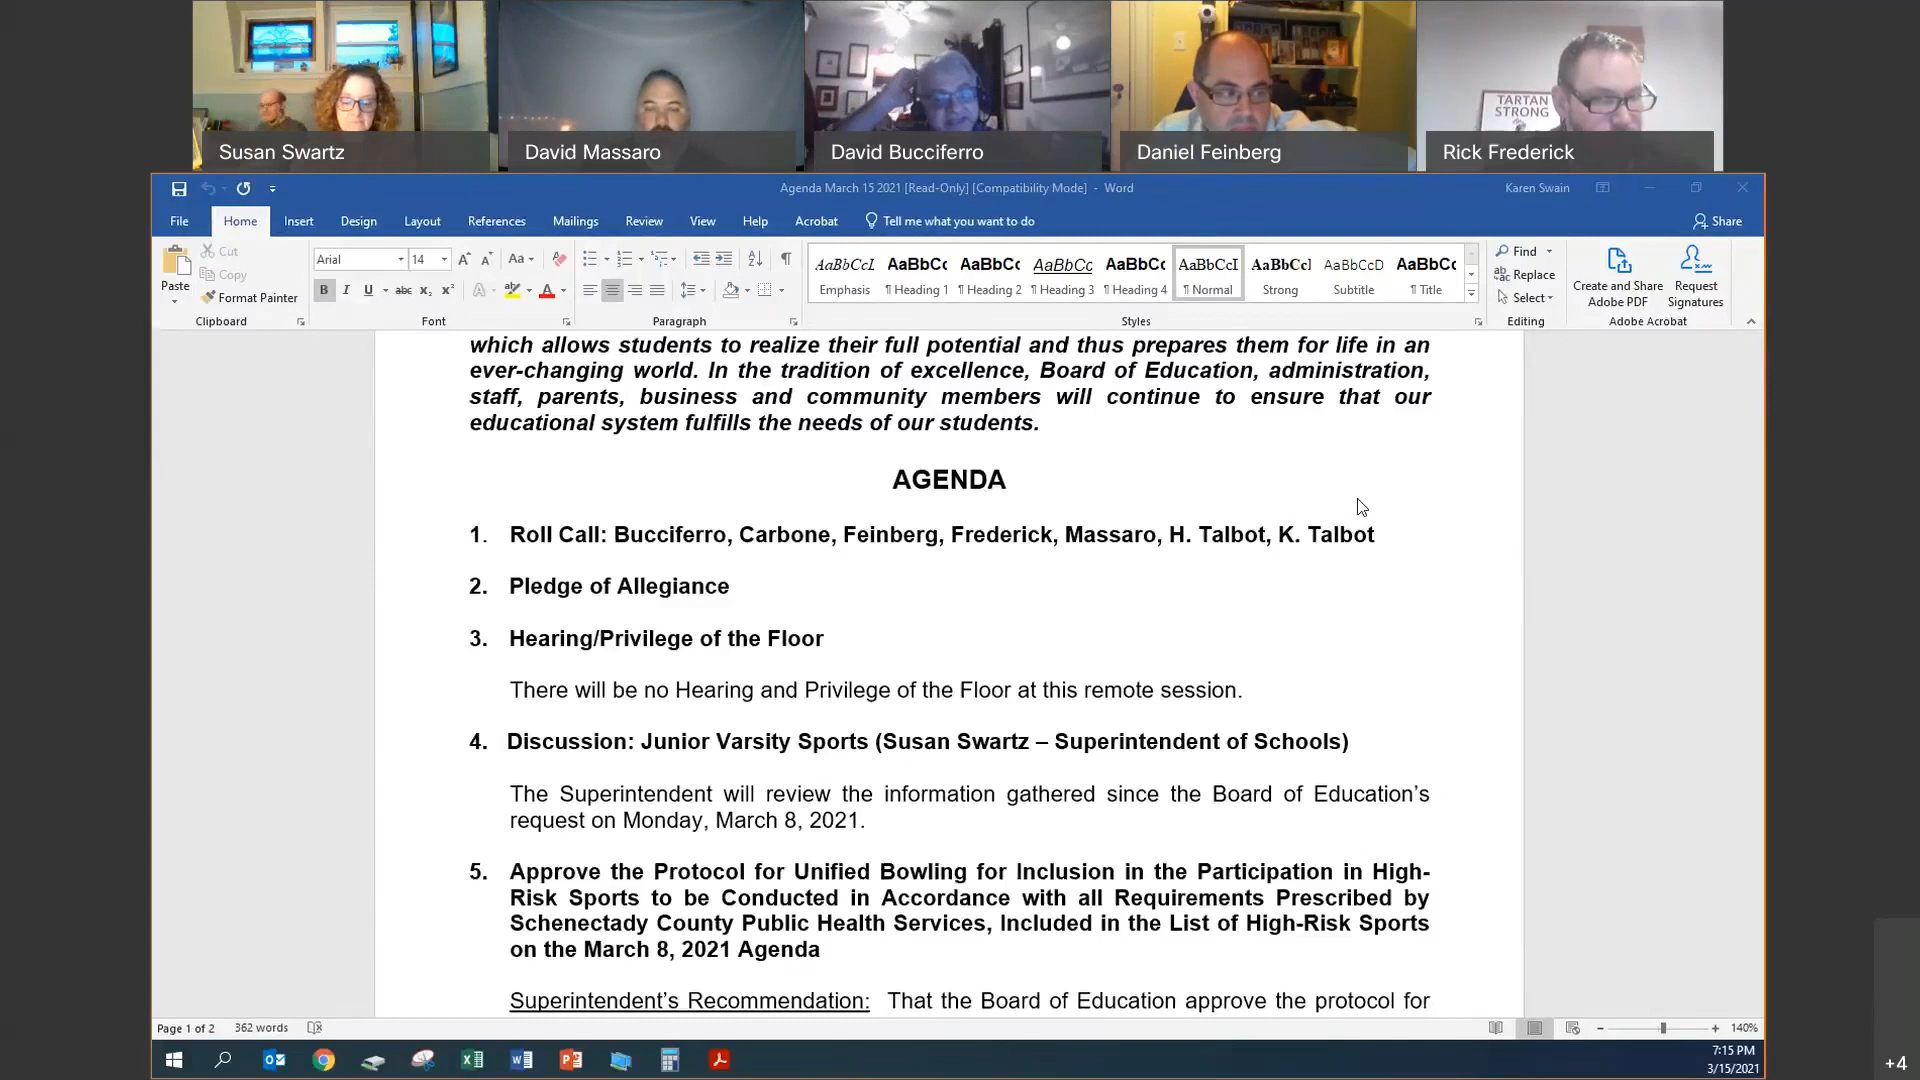 TARTAN
STRONG
Susan Swartz
David Massaro
David Bucciferro
Daniel Feinberg
Rick Frederick
Agenda March 15 2021 [Read-Only] [Compatibility Mode] - Word
Karen Swain
File Home Insert Design Layout References Mailings Review View Help Acrobat Tell me what you want to do Share
Paste
Cut
Copy
Format Painter
Clipboard
Arial 14
Font
Paragraph
AaBbCcI AaBbCc AaBbCc AaBbCc AaBbCc AaBbCcI AaBbCcI AaBbCcD AaBbCc
Emphasis ¶ Heading 1 ¶ Heading 2 ¶ Heading 3 ¶ Heading 4 ¶ Normal Strong Subtitle ¶ Title
Styles
Find
Replace
Select
Editing
Create and Share
Adobe PDF
Request
Signatures
Adobe Acrobat
which allows students to realize their full potential and thus prepares them for life in an
ever-changing world. In the tradition of excellence, Board of Education, administration,
staff, parents, business and community members will continue to ensure that our
educational system fulfills the needs of our students.
AGENDA
1. Roll Call: Bucciferro, Carbone, Feinberg, Frederick, Massaro, H. Talbot, K. Talbot
2. Pledge of Allegiance
3. Hearing/Privilege of the Floor
There will be no Hearing and Privilege of the Floor at this remote session.
4. Discussion: Junior Varsity Sports (Susan Swartz – Superintendent of Schools)
The Superintendent will review the information gathered since the Board of Education’s
request on Monday, March 8, 2021.
5. Approve the Protocol for Unified Bowling for Inclusion in the Participation in High-
Risk Sports to be Conducted in Accordance with all Requirements Prescribed by
Schenectady County Public Health Services, Included in the List of High-Risk Sports
on the March 8, 2021 Agenda
Superintendent’s Recommendation: That the Board of Education approve the protocol for
Page 1 of 2 362 words
140%
7:15 PM
3/15/2021
+4